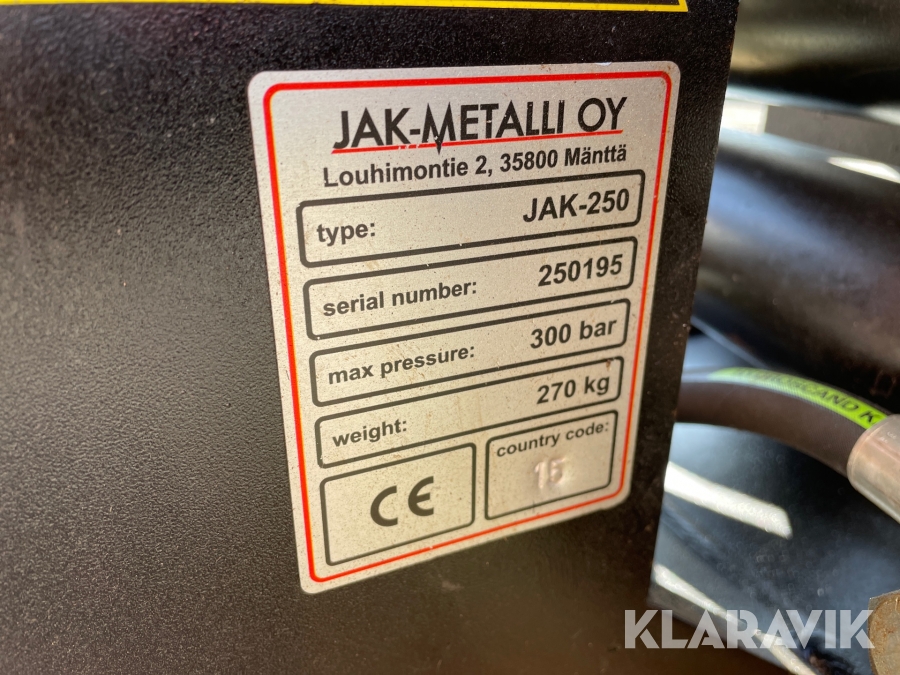 JAK-METALLI OY
Louhimontie 2, 35800 Mänttä
type: JAK-250
serial number: 250195
max pressure: 300 bar
weight: 270 kg
CE
country code:
15
KLARAVIK